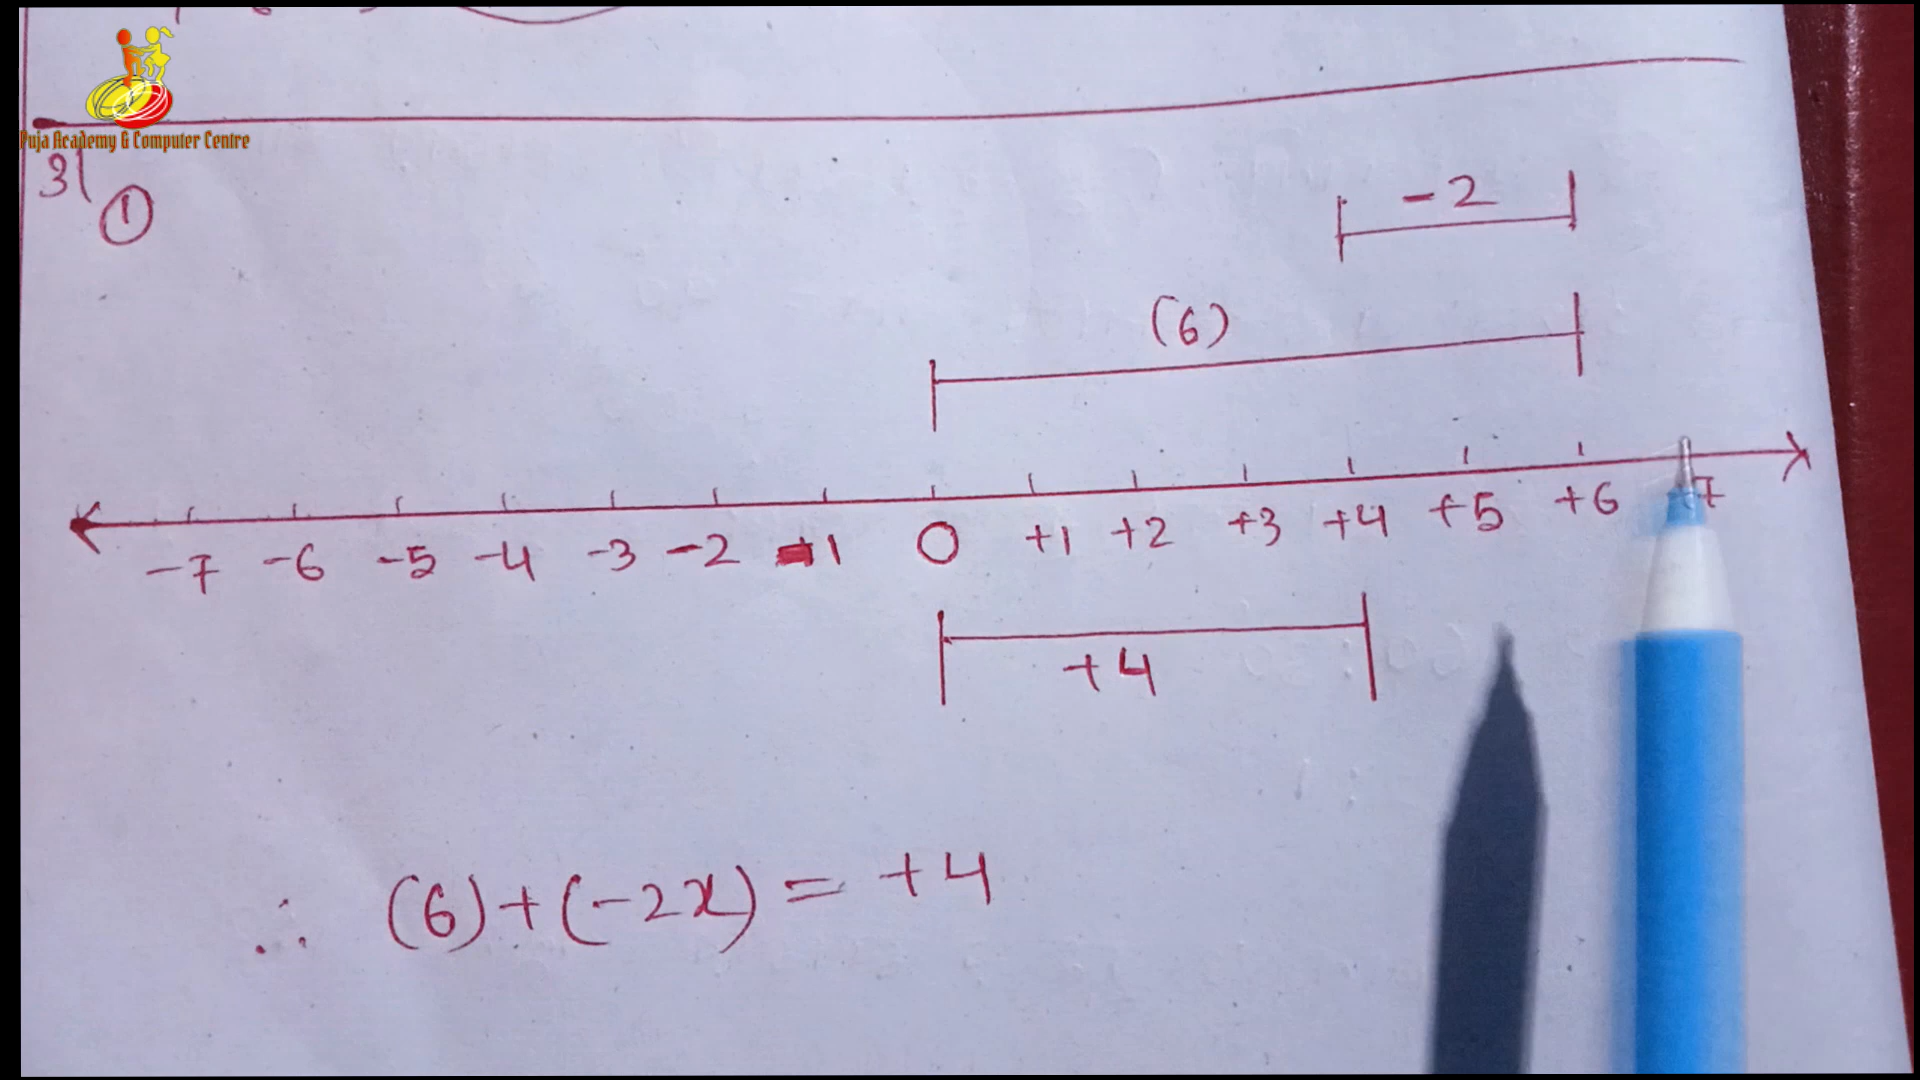 Puja Academy & Computer Centre
3|
①
-2
(6)
-7 -6 -5 -4 -3 -2 -1 0 +1 +2 +3 +4 +5 +6 7
+4
∴ (6)+(-2x) = +4